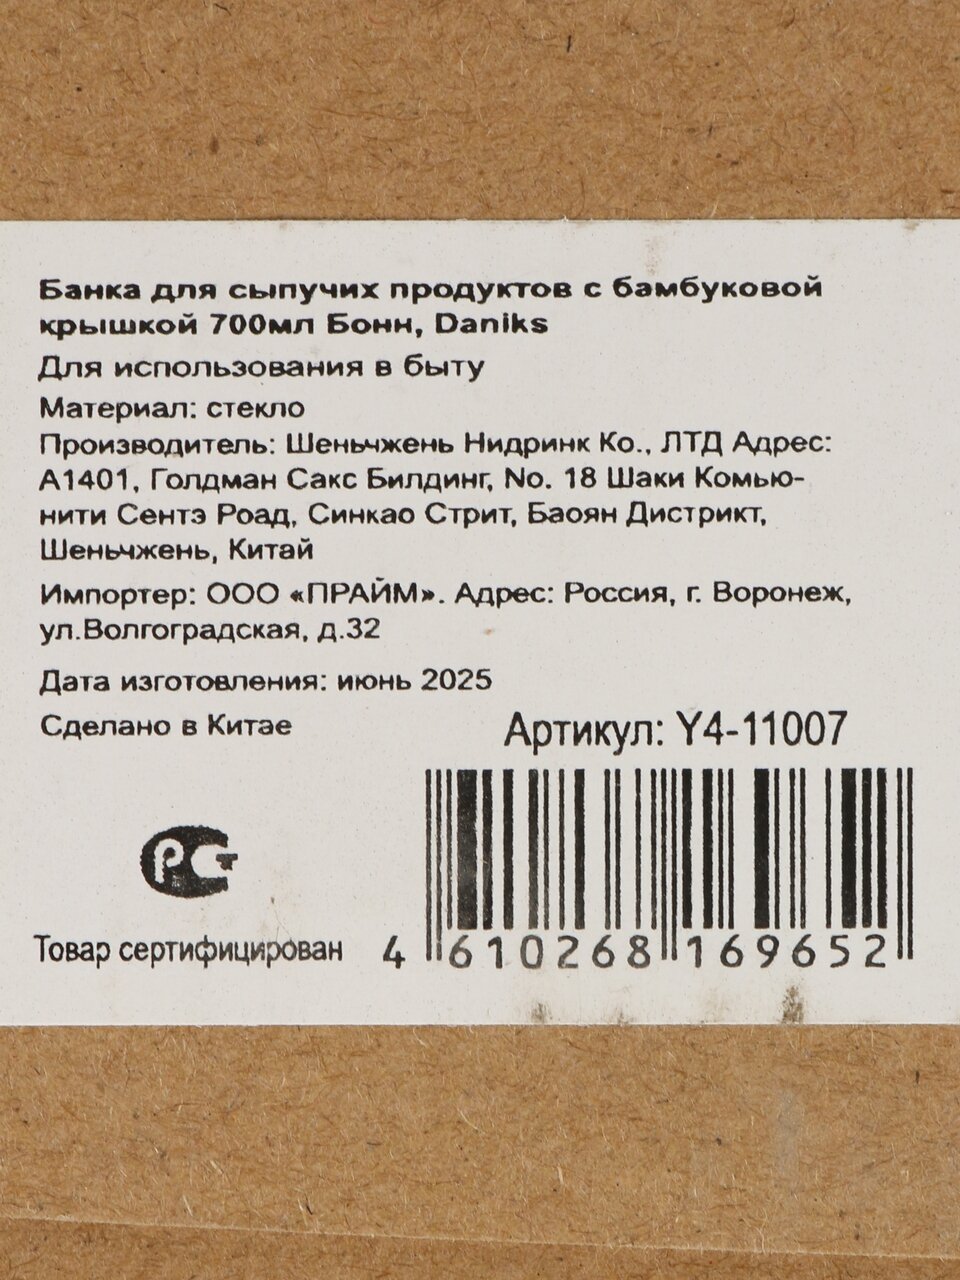 Банка для сыпучих продуктов с бамбуковой
крышкой 700мл Бонн, Daniks
Для использования в быту
Материал: стекло
Производитель: Шеньчжень Нидринк Ко., ЛТД Адрес:
А1401, Голдман Сакс Билдинг, No. 18 Шаки Комью-
нити Сентэ Роад, Синкао Стрит, Баоян Дистрикт,
Шеньчжень, Китай
Импортер: ООО «ПРАЙМ». Адрес: Россия, г. Воронеж,
ул.Волгоградская, д.32
Дата изготовления: июнь 2025
Сделано в Китае
Артикул: Y4-11007
РСТ
Товар сертифицирован
4 610268 169652